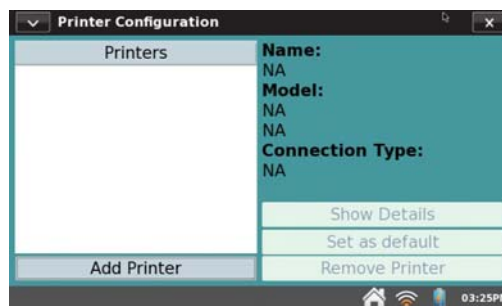 Printer Configuration
Printers
Name:
NA
Model:
NA
NA
Connection Type:
NA
Show Details
Set as default
Add Printer
Remove Printer
03:25P